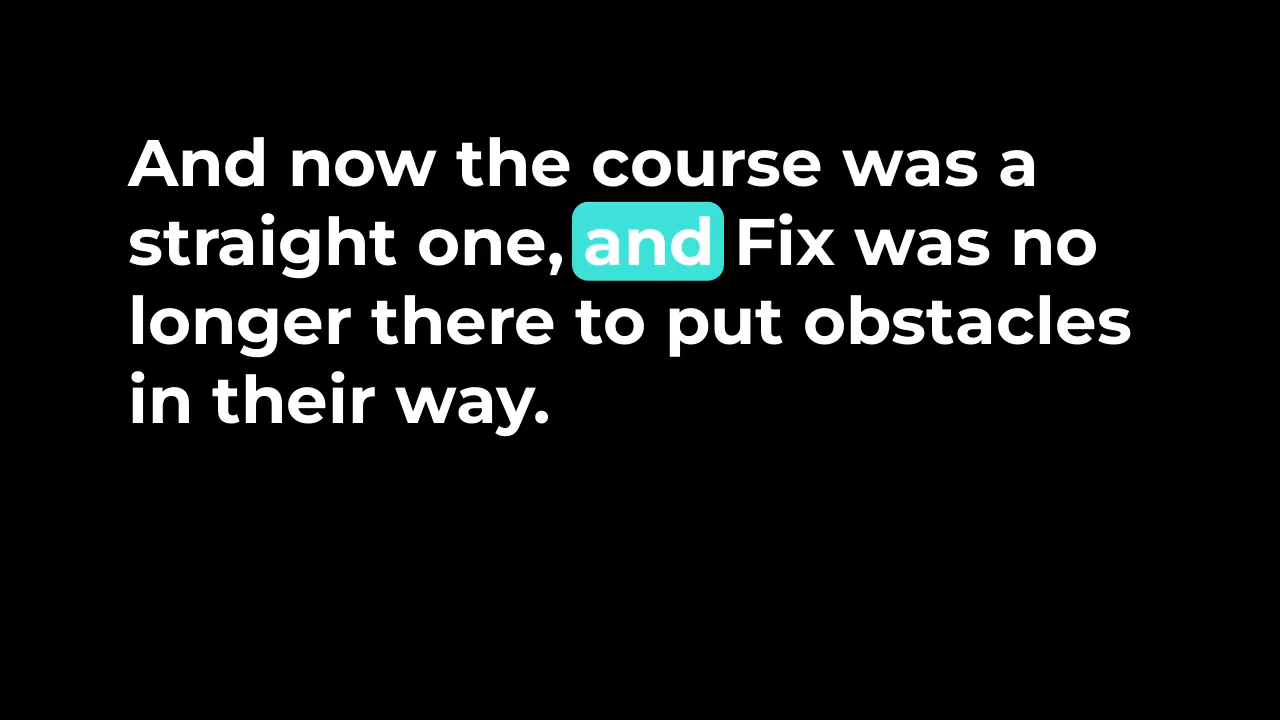 And now the course was a
straight one, and Fix was no
longer there to put obstacles
in their way.